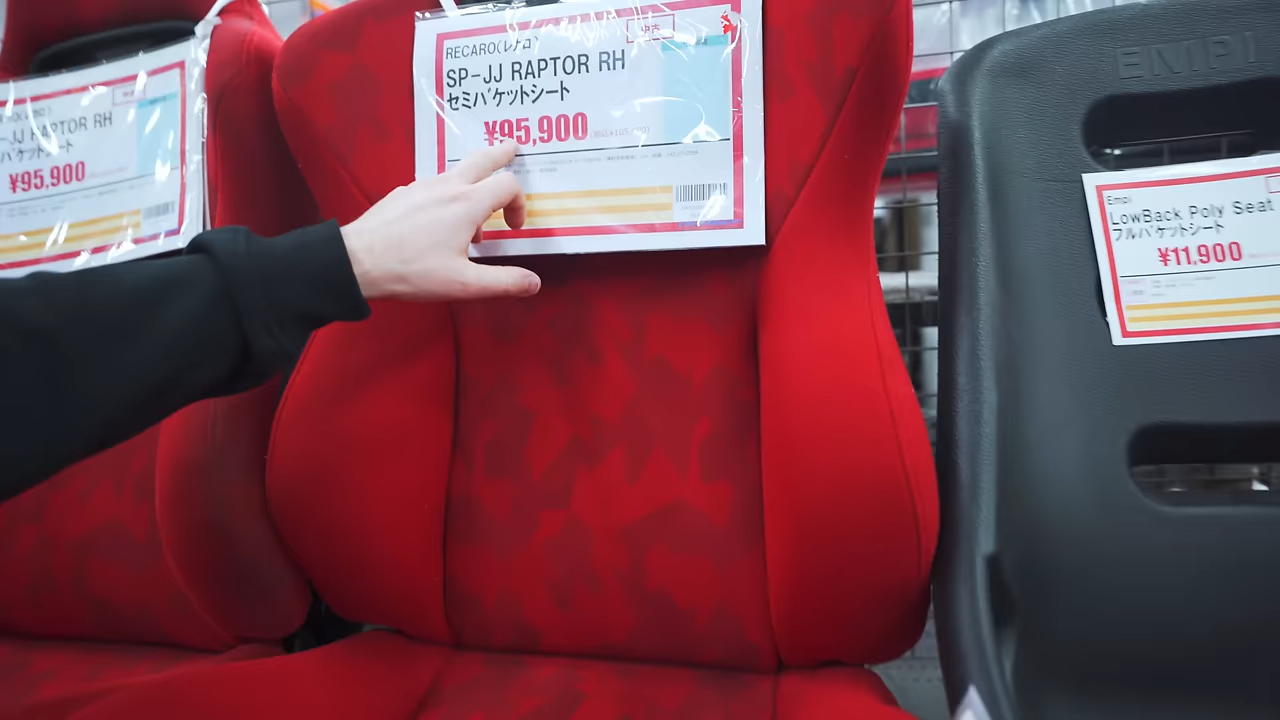 JJ RAPTOR RH
バケットシート
¥95,900
RECARO(レカロ)
中古
SP-JJ RAPTOR RH
セミバケットシート
¥95,900
EMPI
Empi
LowBack Poly Seat
フルバケットシート
¥11,900